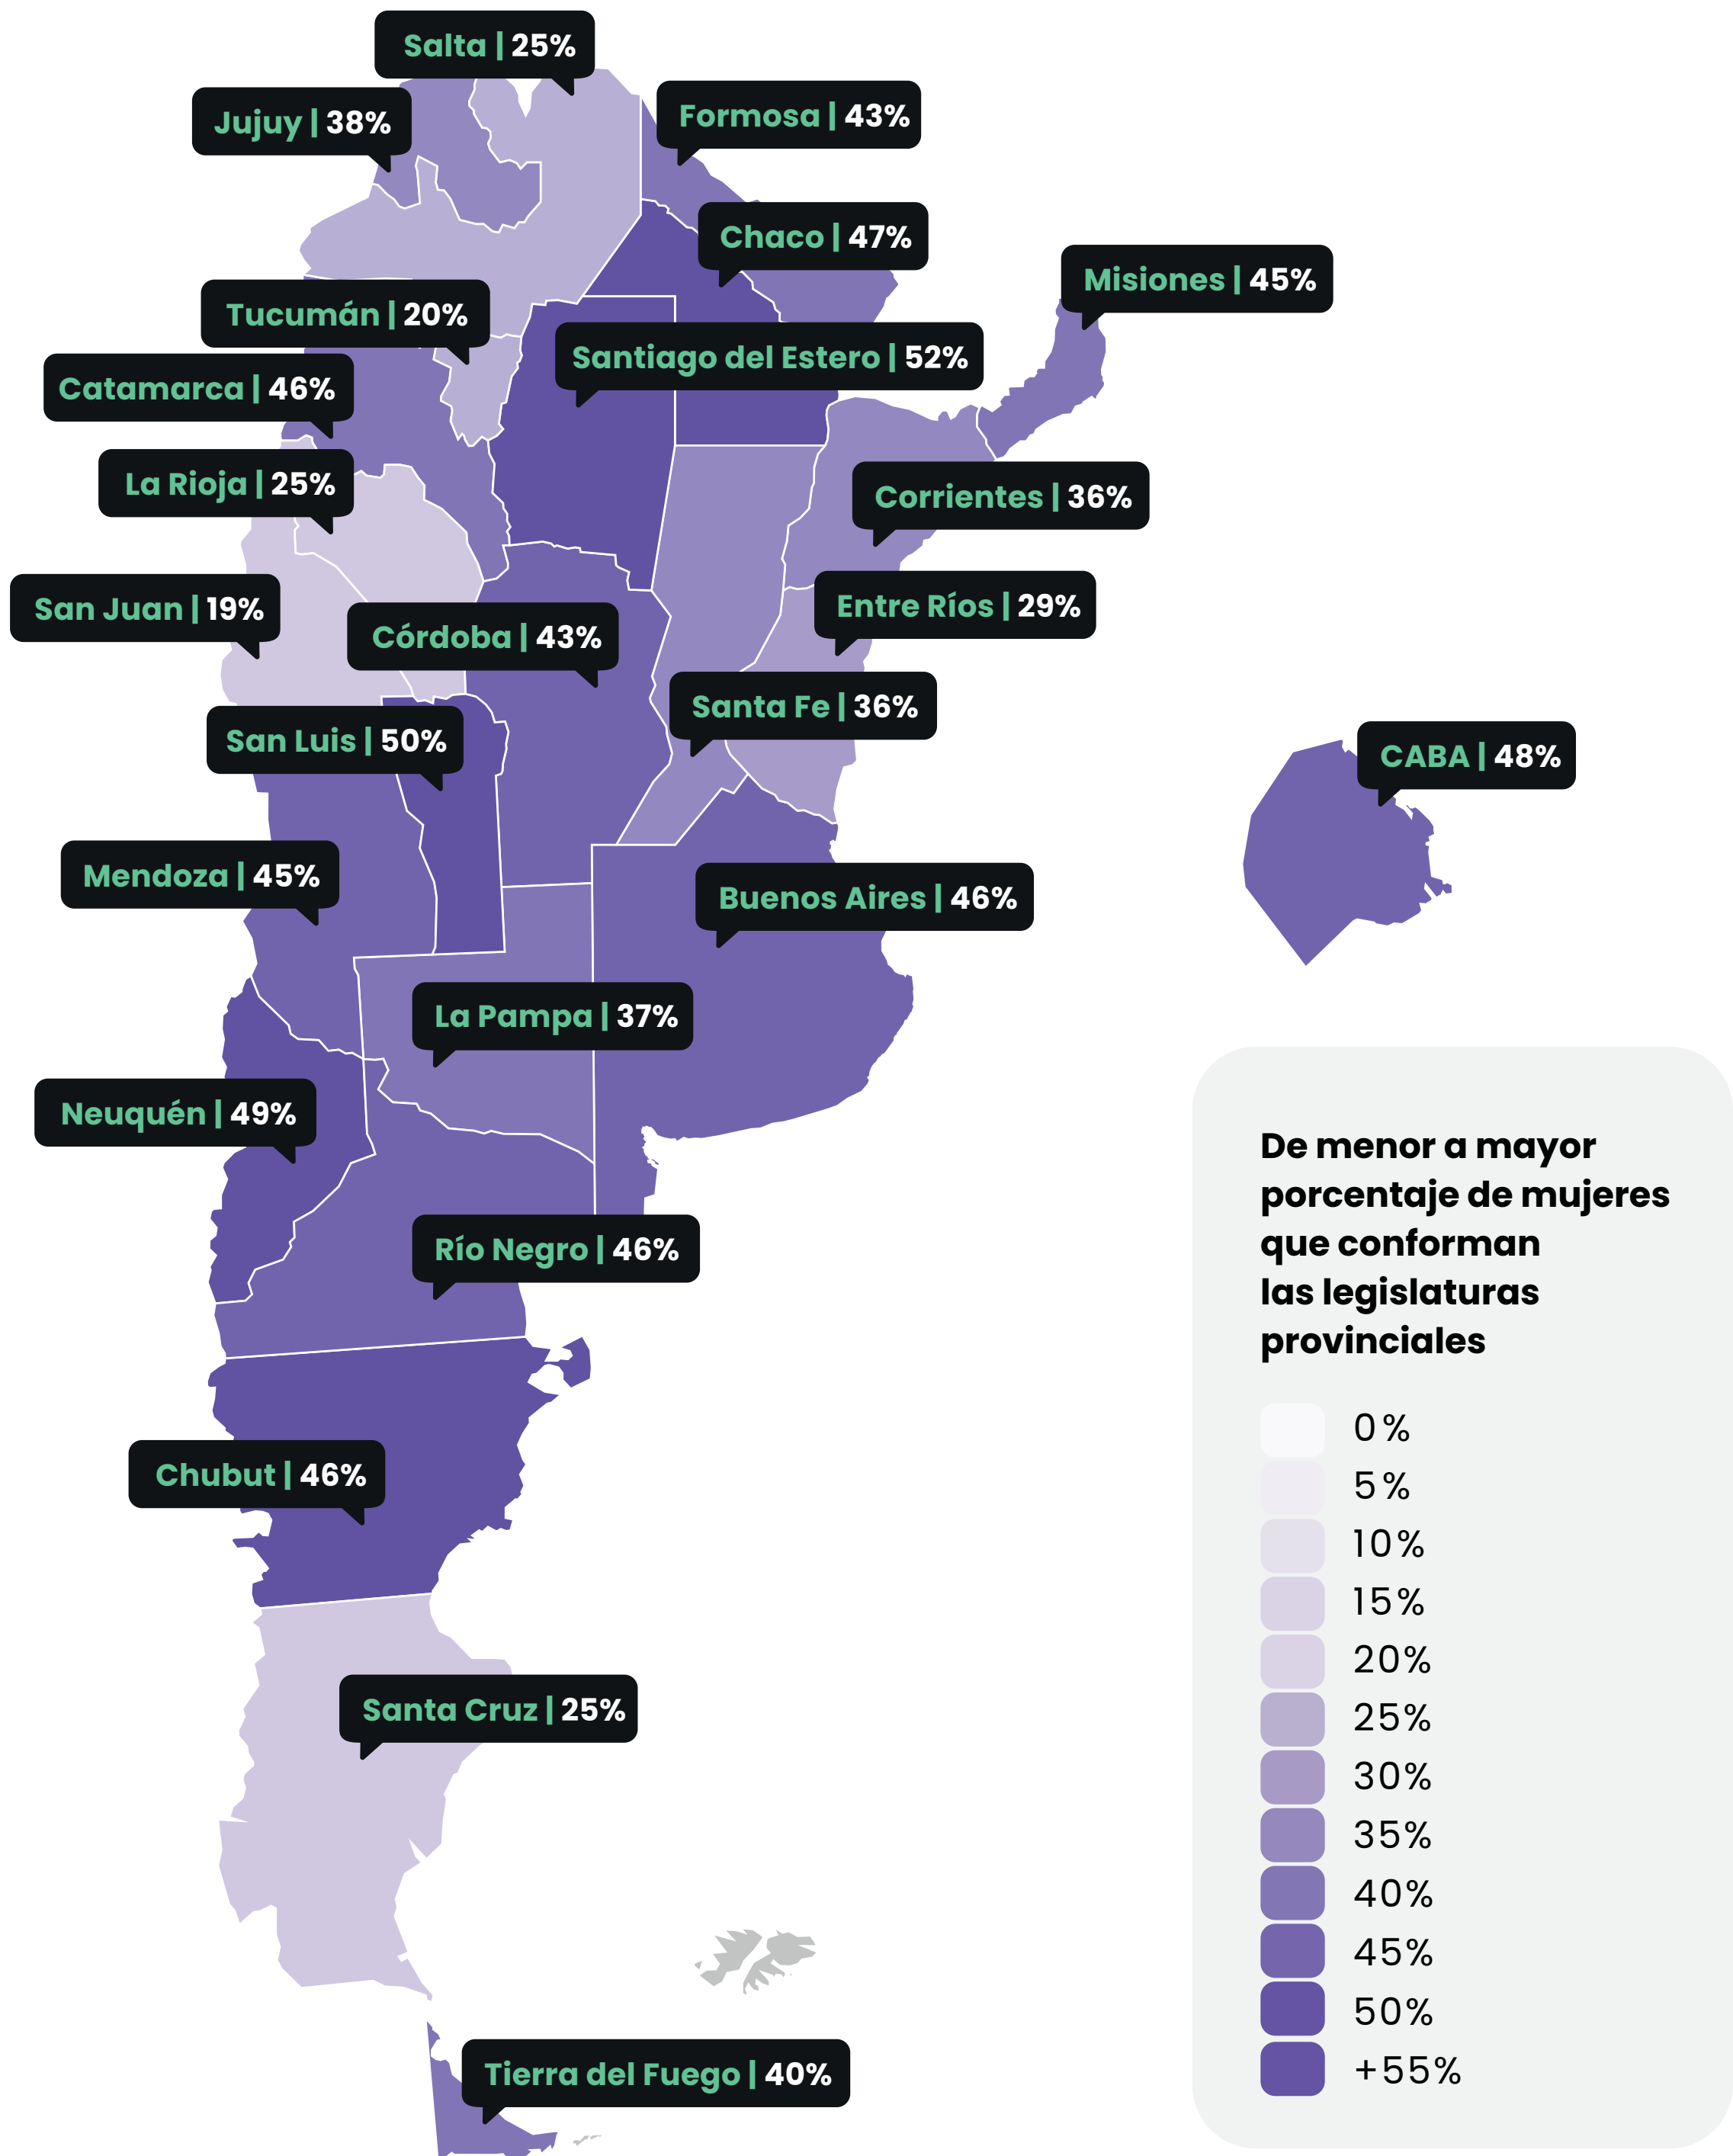 Salta | 25%
Jujuy | 38%
Formosa | 43%
Chaco | 47%
Misiones | 45%
Tucumán | 20%
Santiago del Estero | 52%
Catamarca | 46%
La Rioja | 25%
Corrientes | 36%
San Juan | 19%
Entre Ríos | 29%
Córdoba | 43%
Santa Fe | 36%
San Luis | 50%
CABA | 48%
Mendoza | 45%
Buenos Aires | 46%
La Pampa | 37%
Neuquén | 49%
Río Negro | 46%
Chubut | 46%
Santa Cruz | 25%
Tierra del Fuego | 40%
De menor a mayor
porcentaje de mujeres
que conforman
las legislaturas
provinciales
0%
5%
10%
15%
20%
25%
30%
35%
40%
45%
50%
+55%